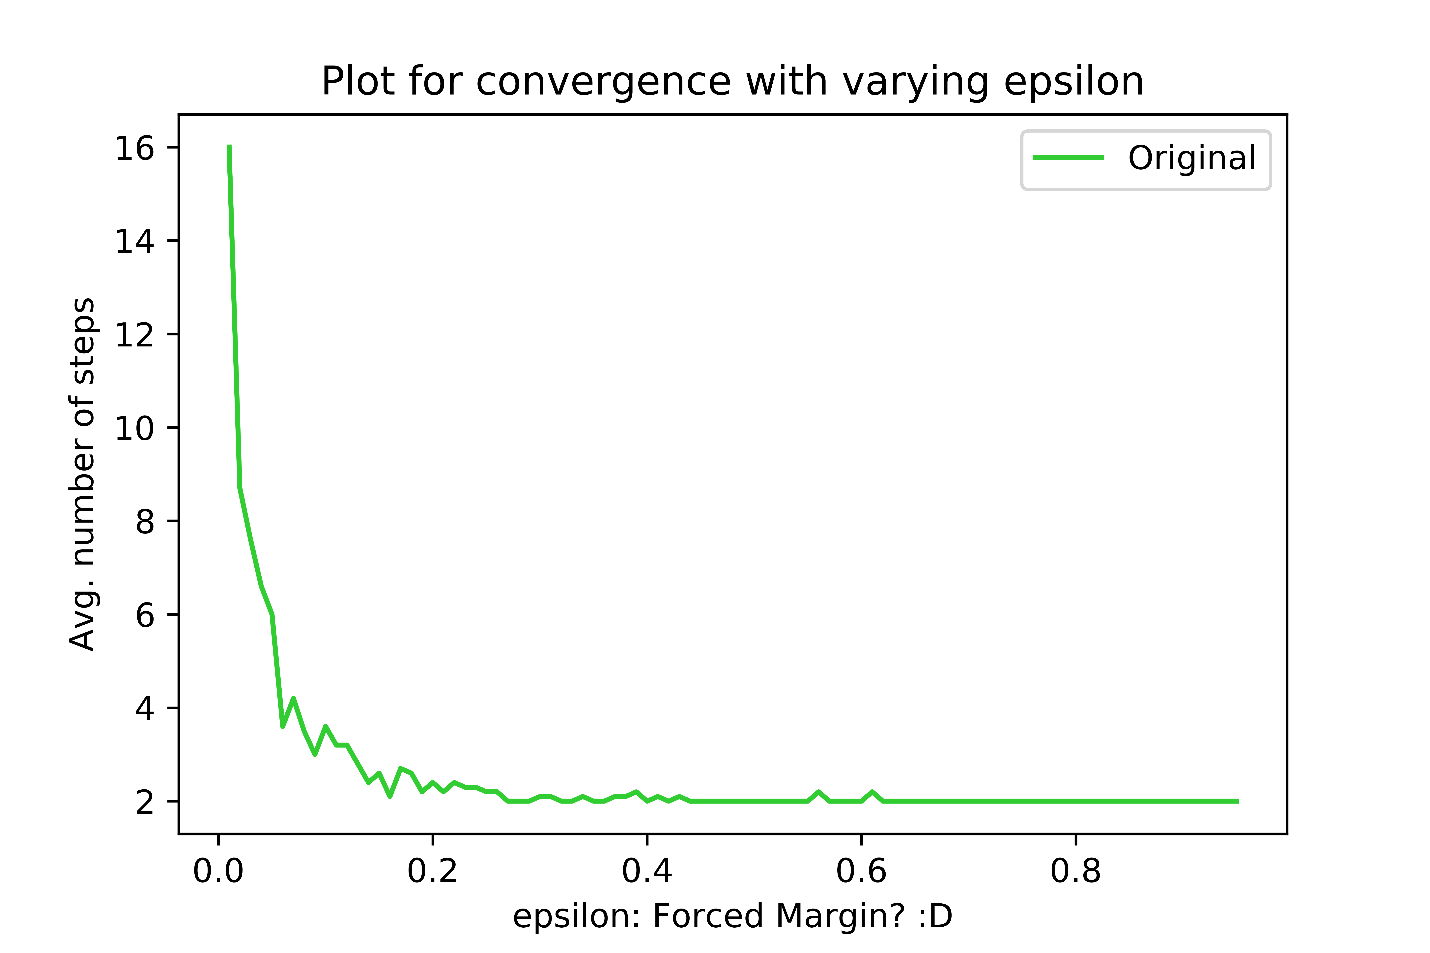 Plot for convergence with varying epsilon
Original
Avg. number of steps
16
14
12
10
8
6
4
2
0.0 0.2 0.4 0.6 0.8
epsilon: Forced Margin? :D